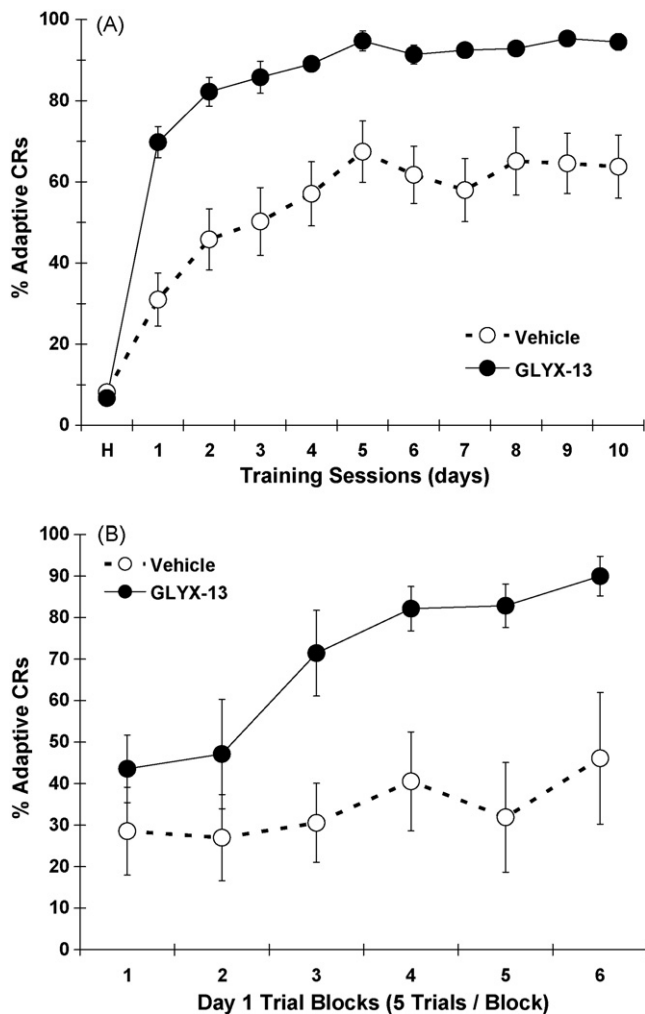 (A)
100
80
60
40
20
0
% Adaptive CRs
Vehicle
GLYX-13
H 1 2 3 4 5 6 7 8 9 10
Training Sessions (days)
(B)
100
90
80
70
60
50
40
30
20
10
0
% Adaptive CRs
Vehicle
GLYX-13
1 2 3 4 5 6
Day 1 Trial Blocks (5 Trials / Block)